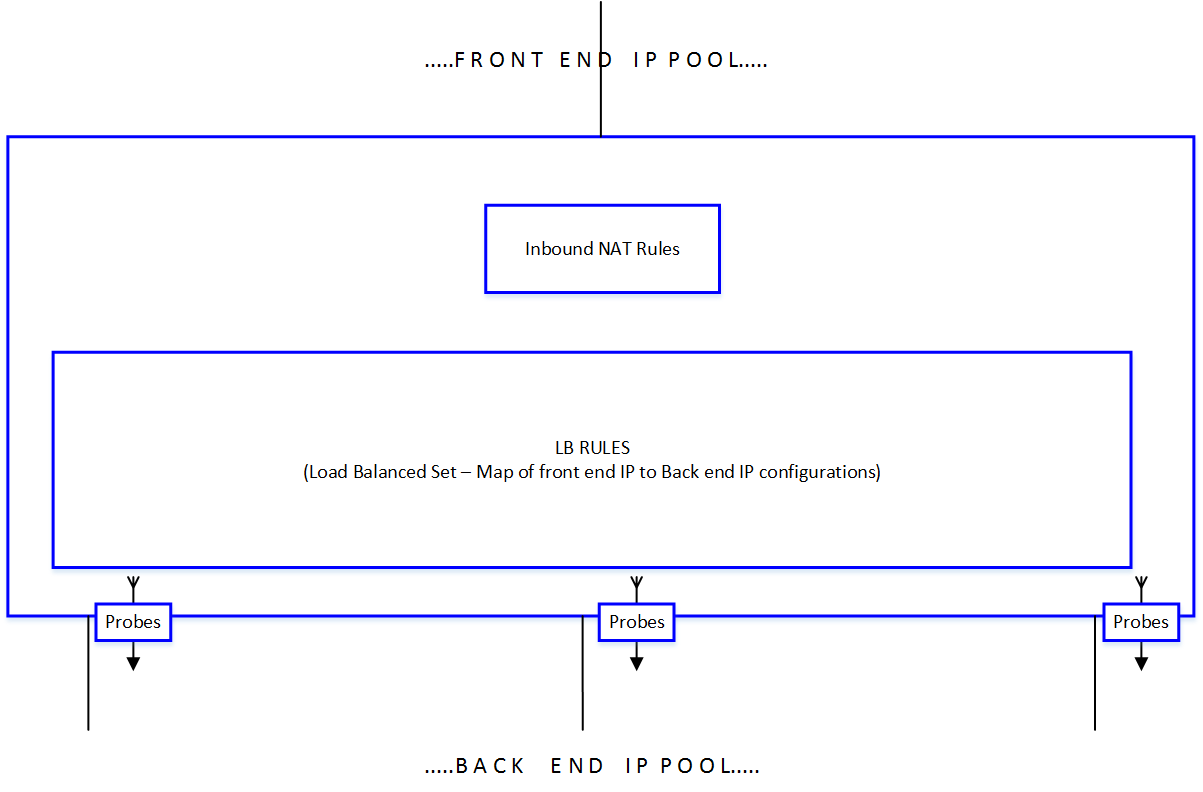 .....FRONT END IP POOL.....
Inbound NAT Rules
LB RULES
(Load Balanced Set – Map of front end IP to Back end IP configurations)
Probes
Probes
Probes
.....BACK END IP POOL.....